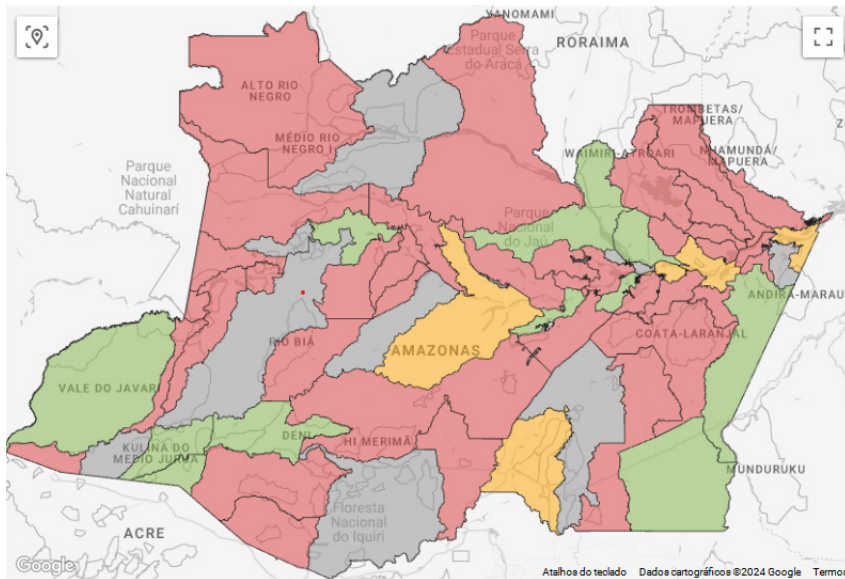 YANOMAMI
Parque
Estadual Serra
do Aracá
RORAIMA
ALTO RIO
NEGRO
TROMBETAS/
MAPUERA
MÉDIO RIO
NEGRO I
NHAMUNDÁ/
MAPUERA
WAIMIRI-ATROARI
Parque
Nacional
Natural
Cahuinarí
Parque
Nacional
do Jaú
ANDIRÁ-MARAU
COATA-LARANJAL
RIO BIÁ
AMAZONAS
VALE DO JAVARI
DENI
HI MERIMÃ
KULINA DO
MÉDIO JURUÁ
MUNDURUKU
Floresta
Nacional
do Iquiri
ACRE
Google
Atalhos do teclado Dados cartográficos ©2024 Google Termos